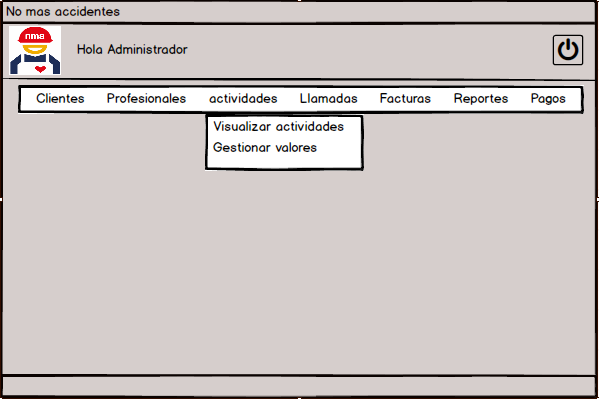 No mas accidentes
nma
Hola Administrador
Clientes Profesionales actividades Llamadas Facturas Reportes Pagos
Visualizar actividades
Gestionar valores